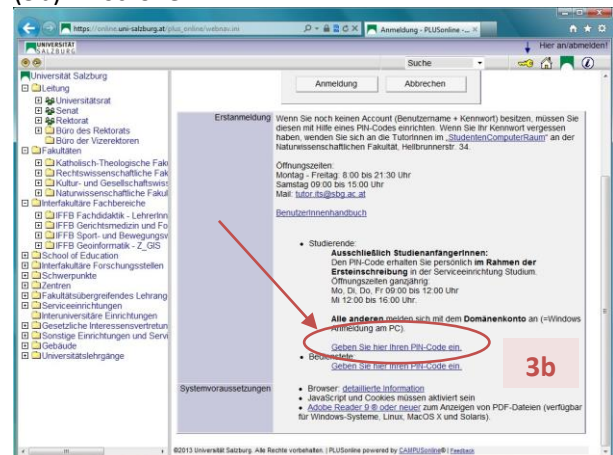 https://online.uni-salzburg.at/plus_online/webnav.ini
Anmeldung - PLUSonline -...
UNIVERSITÄT
SALZBURG
Hier an/abmelden!
Suche
Universität Salzburg
Leitung
Universitätsrat
Senat
Rektorat
Büro des Rektorats
Büro der Vizerektoren
Fakultäten
Katholisch-Theologische Faku
Rechtswissenschaftliche Fak
Kultur- und Gesellschaftswiss
Naturwissenschaftliche Fakul
Interfakultäre Fachbereiche
IFFB Fachdidaktik - LehrerInn
IFFB Gerichtsmedizin und Fo
IFFB Sport- und Bewegungsw
IFFB Geoinformatik - Z_GIS
School of Education
Interfakultäre Forschungsstellen
Schwerpunkte
Zentren
Fakultätsübergreifendes Lehrang
Serviceeinrichtungen
Interuniversitäre Einrichtungen
Gesetzliche Interessensvertretun
Sonstige Einrichtungen und Servi
Gebäude
Universitätslehrgänge
Anmeldung Abbrechen
Erstanmeldung
Wenn Sie noch keinen Account (Benutzername + Kennwort) besitzen, müssen Sie
diesen mit Hilfe eines PIN-Codes einrichten. Wenn Sie Ihr Kennwort vergessen
haben, wenden Sie sich an die TutorInnen im „StudentenComputerRaum" an der
Naturwissenschaftlichen Fakultät, Hellbrunnerstr. 34.
Öffnungszeiten:
Montag - Freitag: 8:00 bis 21:30 Uhr
Samstag 09:00 bis 15:00 Uhr
Mail: tutor.its@sbg.ac.at
BenutzerInnenhandbuch
• Studierende:
Ausschließlich StudienanfängerInnen:
Den PIN-Code erhalten Sie persönlich im Rahmen der
Ersteinschreibung in der Serviceeinrichtung Studium.
Öffnungszeiten ganzjährig:
Mo, Di, Do, Fr 09:00 bis 12:00 Uhr
Mi 12:00 bis 16:00 Uhr.
Alle anderen melden sich mit dem Domänenkonto an (=Windows
Anmeldung am PC).
Geben Sie hier Ihren PIN-Code ein.
• Bedienstete:
Geben Sie hier Ihren PIN-Code ein.
3b
Systemvoraussetzungen
• Browser: detaillierte Information
• JavaScript und Cookies müssen aktiviert sein
• Adobe Reader 9 ® oder neuer zum Anzeigen von PDF-Dateien (verfügbar
für Windows-Systeme, Linux, MacOS X und Solaris).
©2013 Universität Salzburg. Alle Rechte vorbehalten. | PLUSonline powered by CAMPUSonline® | Feedback